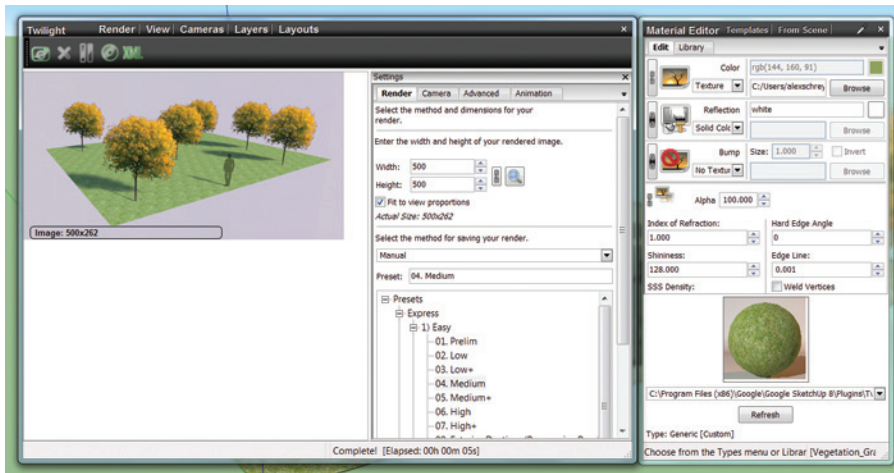 Twilight Render View Cameras Layers Layouts
XML
Image: 500x262
Settings
Render Camera Advanced Animation
Select the method and dimensions for your
render.
Enter the width and height of your rendered image.
Width: 500
Height: 500
Fit to view proportions
Actual Size: 500x262
Select the method for saving your render.
Manual
Preset: 04. Medium
Presets
Express
1) Easy
01. Prelim
02. Low
03. Low+
04. Medium
05. Medium+
06. High
07. High+
Complete! [Elapsed: 00h 00m 05s]
Material Editor Templates From Scene
Edit Library
Color rgb(144, 160, 91)
Texture C:/Users/alexschrey Browse
Reflection white
Solid Colc Browse
Bump Size: 1.000 Invert
No Textur Browse
Alpha 100.000
Index of Refraction: Hard Edge Angle
1.000 0
Shininess: Edge Line:
128.000 0.001
SSS Density: Weld Vertices
C:\Program Files (x86)\Google\Google SketchUp 8\Plugins\T
Refresh
Type: Generic [Custom]
Choose from the Types menu or Librar [Vegetation_Gra